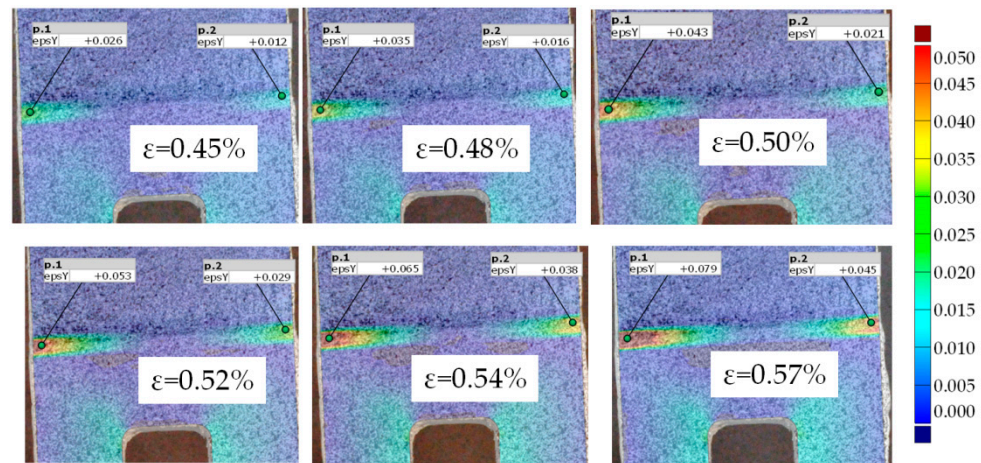 p.1
epsY +0.026
p.2
epsY +0.012
ε=0.45%
p.1
epsY +0.035
p.2
epsY +0.016
ε=0.48%
p.1
epsY +0.043
p.2
epsY +0.021
ε=0.50%
p.1
epsY +0.053
p.2
epsY +0.029
ε=0.52%
p.1
epsY +0.065
p.2
epsY +0.038
ε=0.54%
p.1
epsY +0.079
p.2
epsY +0.045
ε=0.57%
0.050
0.045
0.040
0.035
0.030
0.025
0.020
0.015
0.010
0.005
0.000